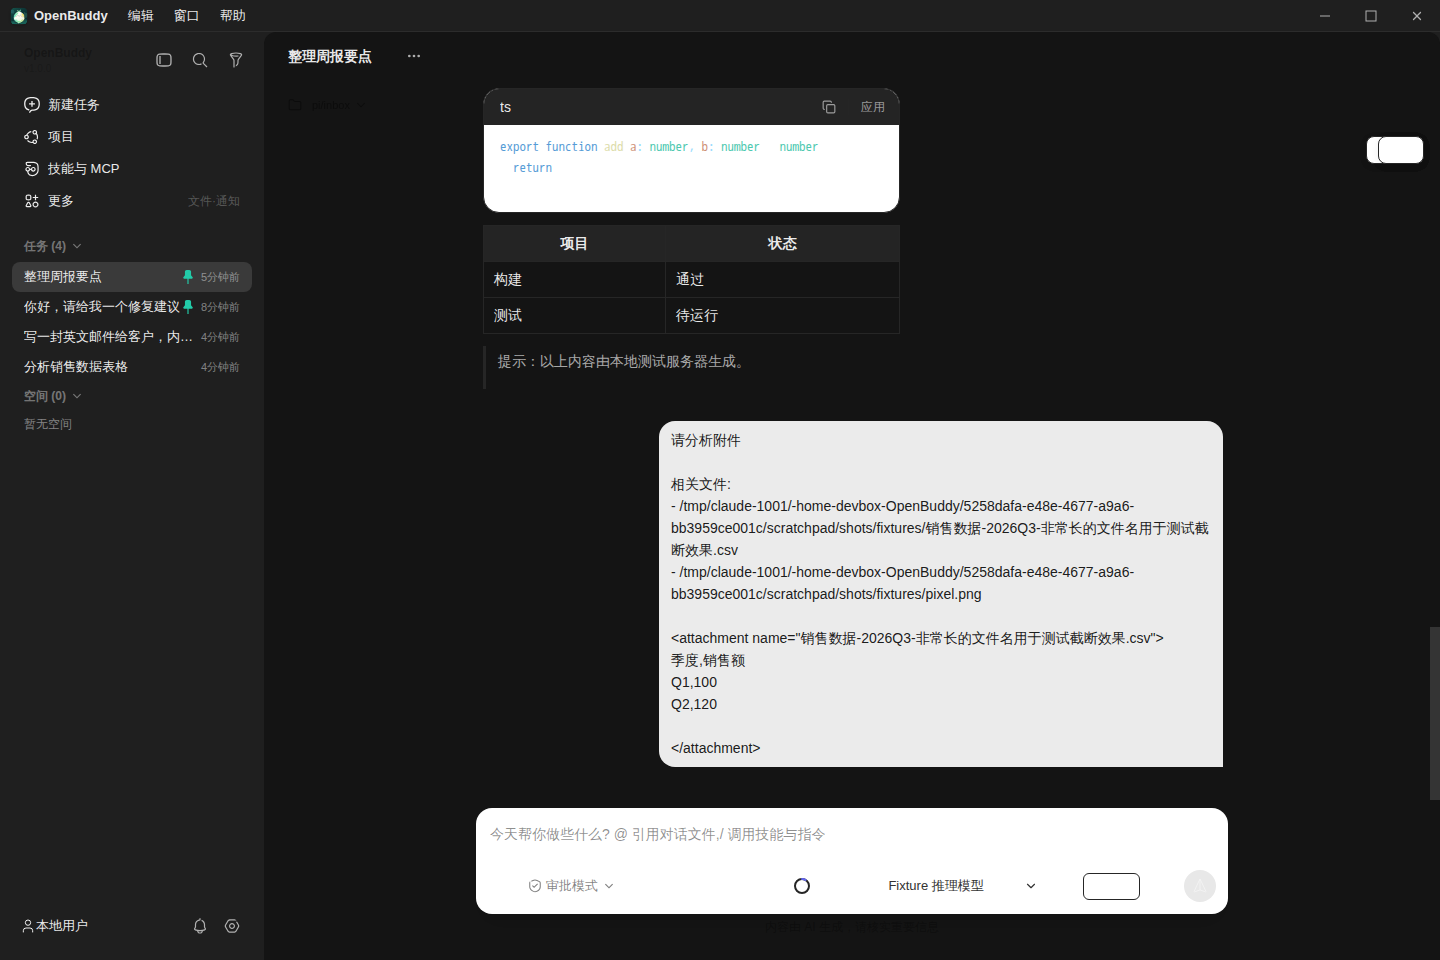 OpenBuddy 编辑 窗口 帮助
OpenBuddy
新建任务
项目
技能与 MCP
更多 文件·通知
任务 (4)
整理周报要点 5分钟前
你好，请给我一个修复建议 8分钟前
写一封英文邮件给客户，内… 4分钟前
分析销售数据表格 4分钟前
空间 (0)
暂无空间
本地用户
整理周报要点
ts 应用
export function add a: number, b: number number
return
项目 状态
构建 通过
测试 待运行
提示：以上内容由本地测试服务器生成。
请分析附件
相关文件:
- /tmp/claude-1001/-home-devbox-OpenBuddy/5258dafa-e48e-4677-a9a6-
bb3959ce001c/scratchpad/shots/fixtures/销售数据-2026Q3-非常长的文件名用于测试截
断效果.csv
- /tmp/claude-1001/-home-devbox-OpenBuddy/5258dafa-e48e-4677-a9a6-
bb3959ce001c/scratchpad/shots/fixtures/pixel.png
<attachment name="销售数据-2026Q3-非常长的文件名用于测试截断效果.csv">
季度,销售额
Q1,100
Q2,120
</attachment>
今天帮你做些什么? @ 引用对话文件,/ 调用技能与指令
审批模式 Fixture 推理模型